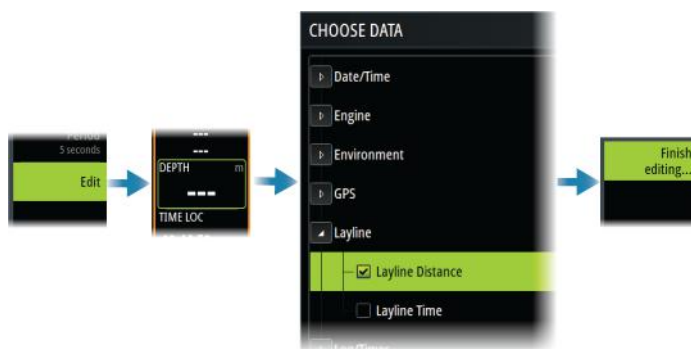 Period
5 seconds
Edit
---
---
DEPTH m
---
TIME LOC
CHOOSE DATA
Date/Time
Engine
Environment
GPS
Layline
Layline Distance
Layline Time
Finish
editing...